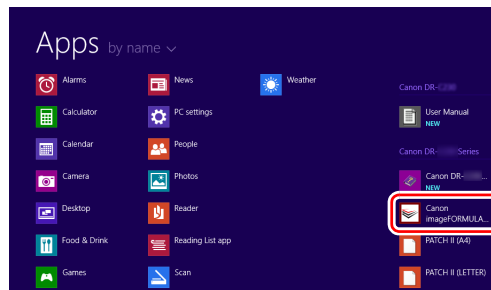 Apps by name
Alarms
Calculator
Calendar
Camera
Desktop
Food & Drink
Games
News
PC settings
People
Photos
Reader
Reading List app
Scan
Weather
Canon DR-
User Manual
NEW
Canon DR- Series
Canon DR- ...
NEW
Canon
imageFORMULA...
PATCH II (A4)
PATCH II (LETTER)